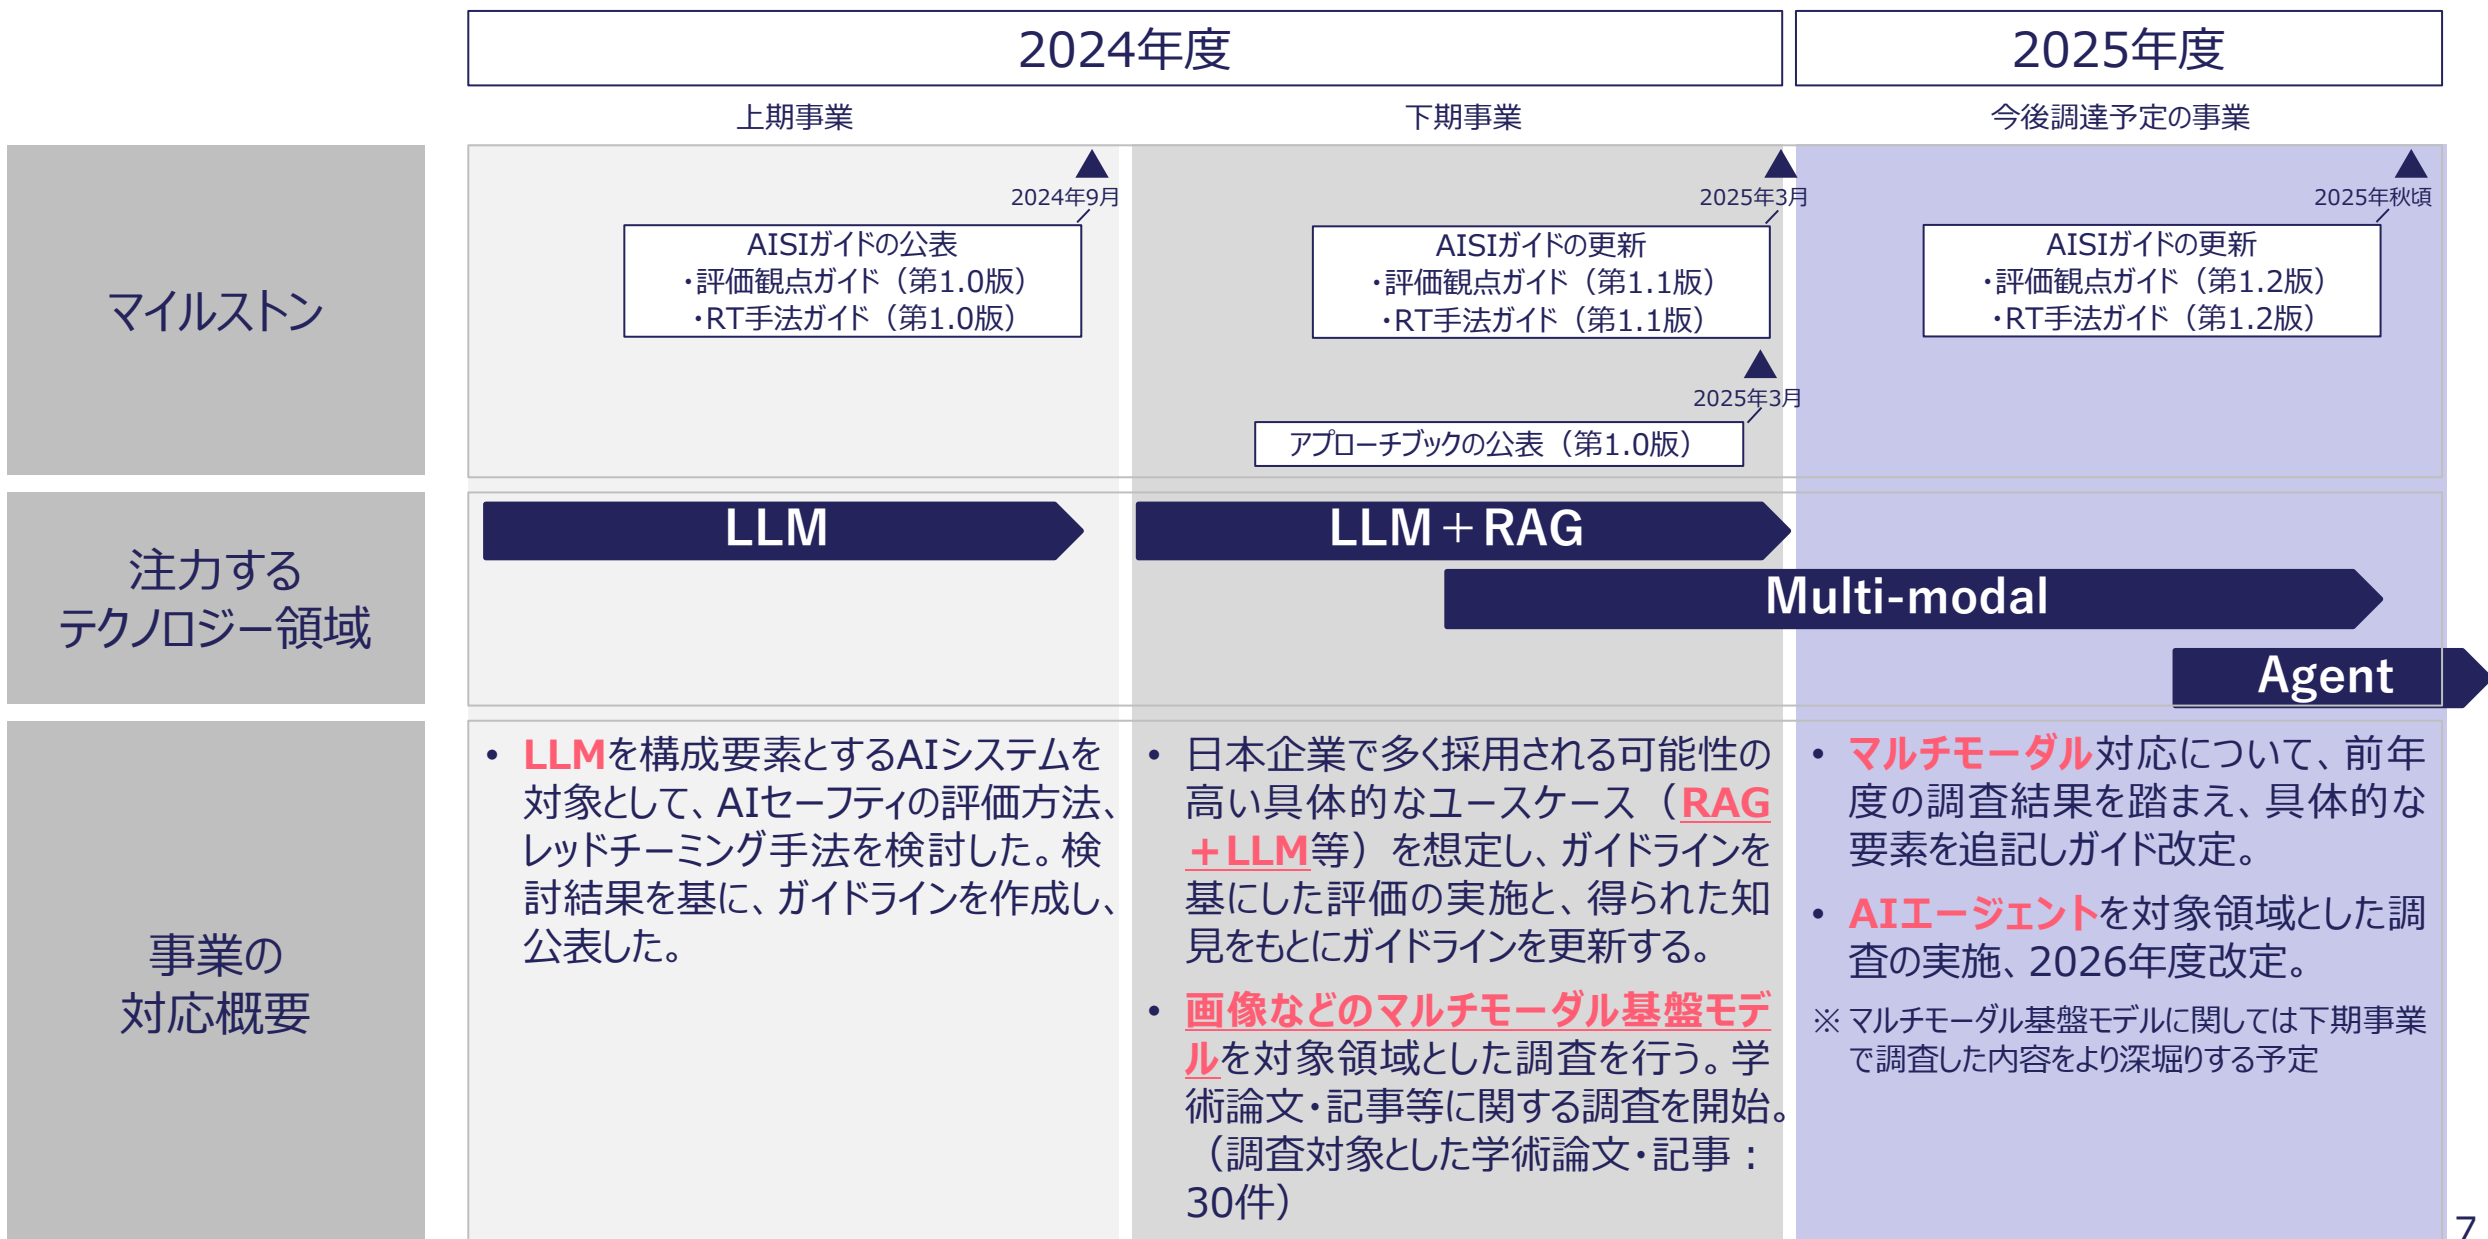 2024年度
2025年度
上期事業
下期事業
今後調達予定の事業
マイルストン
2024年9月
AISIガイドの公表
・評価観点ガイド（第1.0版）
・RT手法ガイド（第1.0版）
2025年3月
AISIガイドの更新
・評価観点ガイド（第1.1版）
・RT手法ガイド（第1.1版）
2025年3月
アプローチブックの公表（第1.0版）
2025年秋頃
AISIガイドの更新
・評価観点ガイド（第1.2版）
・RT手法ガイド（第1.2版）
注力する
テクノロジー領域
LLM
LLM＋RAG
Multi-modal
Agent
事業の
対応概要
• LLMを構成要素とするAIシステムを
対象として、AIセーフティの評価方法、
レッドチーミング手法を検討した。検
討結果を基に、ガイドラインを作成し、
公表した。
• 日本企業で多く採用される可能性の
高い具体的なユースケース（RAG
＋LLM等）を想定し、ガイドラインを
基にした評価の実施と、得られた知
見をもとにガイドラインを更新する。
• 画像などのマルチモーダル基盤モデ
ルを対象領域とした調査を行う。学
術論文・記事等に関する調査を開始。
（調査対象とした学術論文・記事：
30件）
• マルチモーダル対応について、前年
度の調査結果を踏まえ、具体的な
要素を追記しガイド改定。
• AIエージェントを対象領域とした調
査の実施、2026年度改定。
※ マルチモーダル基盤モデルに関しては下期事業
で調査した内容をより深堀りする予定
7